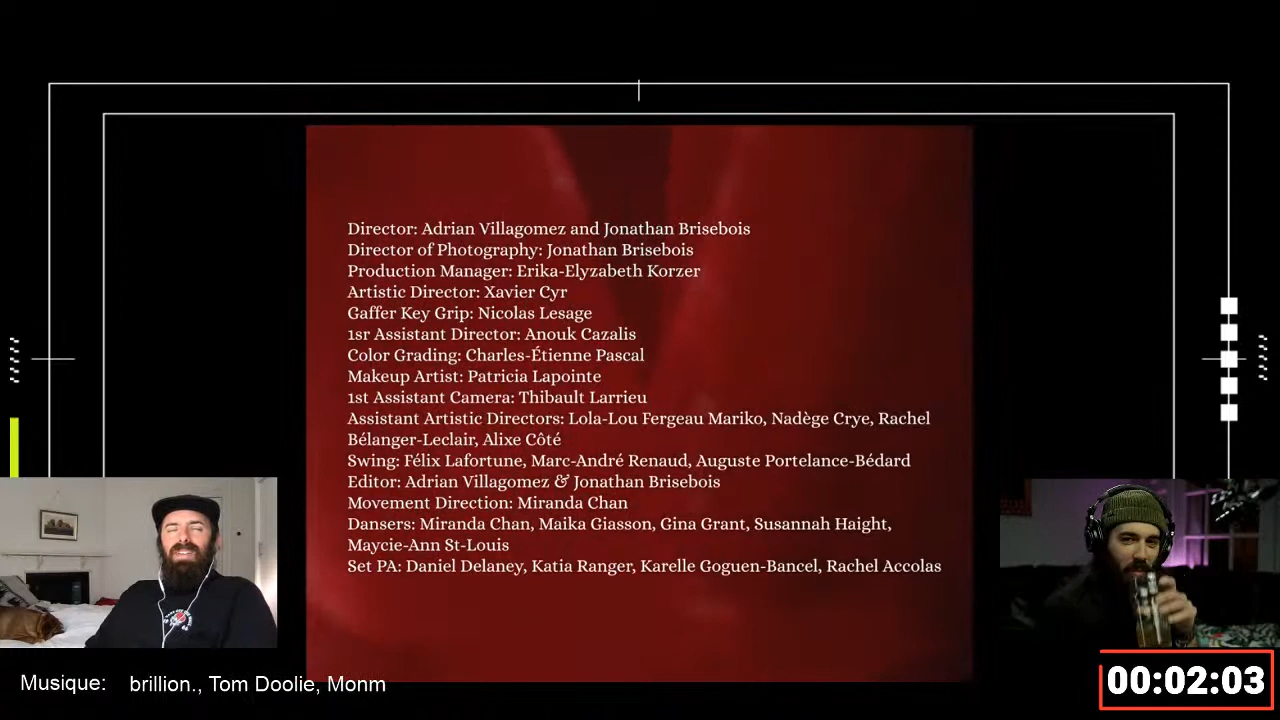 Director: Adrian Villagomez and Jonathan Brisebois
Director of Photography: Jonathan Brisebois
Production Manager: Erika-Elyzabeth Korzer
Artistic Director: Xavier Cyr
Gaffer Key Grip: Nicolas Lesage
1sr Assistant Director: Anouk Cazalis
Color Grading: Charles-Étienne Pascal
Makeup Artist: Patricia Lapointe
1st Assistant Camera: Thibault Larrieu
Assistant Artistic Directors: Lola-Lou Fergeau Mariko, Nadège Crye, Rachel
Bélanger-Leclair, Alixe Côté
Swing: Félix Lafortune, Marc-André Renaud, Auguste Portelance-Bédard
Editor: Adrian Villagomez & Jonathan Brisebois
Movement Direction: Miranda Chan
Dansers: Miranda Chan, Maika Giasson, Gina Grant, Susannah Haight,
Maycie-Ann St-Louis
Set PA: Daniel Delaney, Katia Ranger, Karelle Goguen-Bancel, Rachel Accolas
Musique: brillion., Tom Doolie, Monm
00:02:03